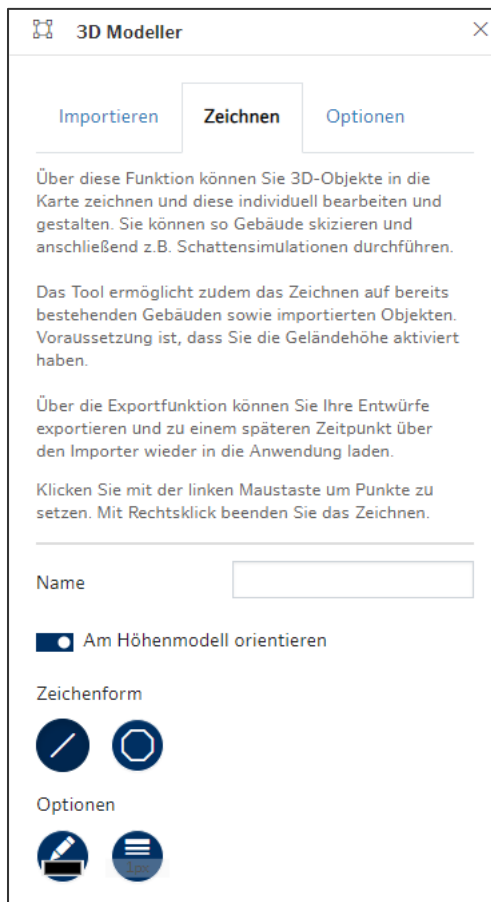 3D Modeller
Importieren Zeichnen Optionen
Über diese Funktion können Sie 3D-Objekte in die
Karte zeichnen und diese individuell bearbeiten und
gestalten. Sie können so Gebäude skizieren und
anschließend z.B. Schattensimulationen durchführen.
Das Tool ermöglicht zudem das Zeichnen auf bereits
bestehenden Gebäuden sowie importierten Objekten.
Voraussetzung ist, dass Sie die Geländehöhe aktiviert
haben.
Über die Exportfunktion können Sie Ihre Entwürfe
exportieren und zu einem späteren Zeitpunkt über
den Importer wieder in die Anwendung laden.
Klicken Sie mit der linken Maustaste um Punkte zu
setzen. Mit Rechtsklick beenden Sie das Zeichnen.
Name
Am Höhenmodell orientieren
Zeichenform
Optionen
1px